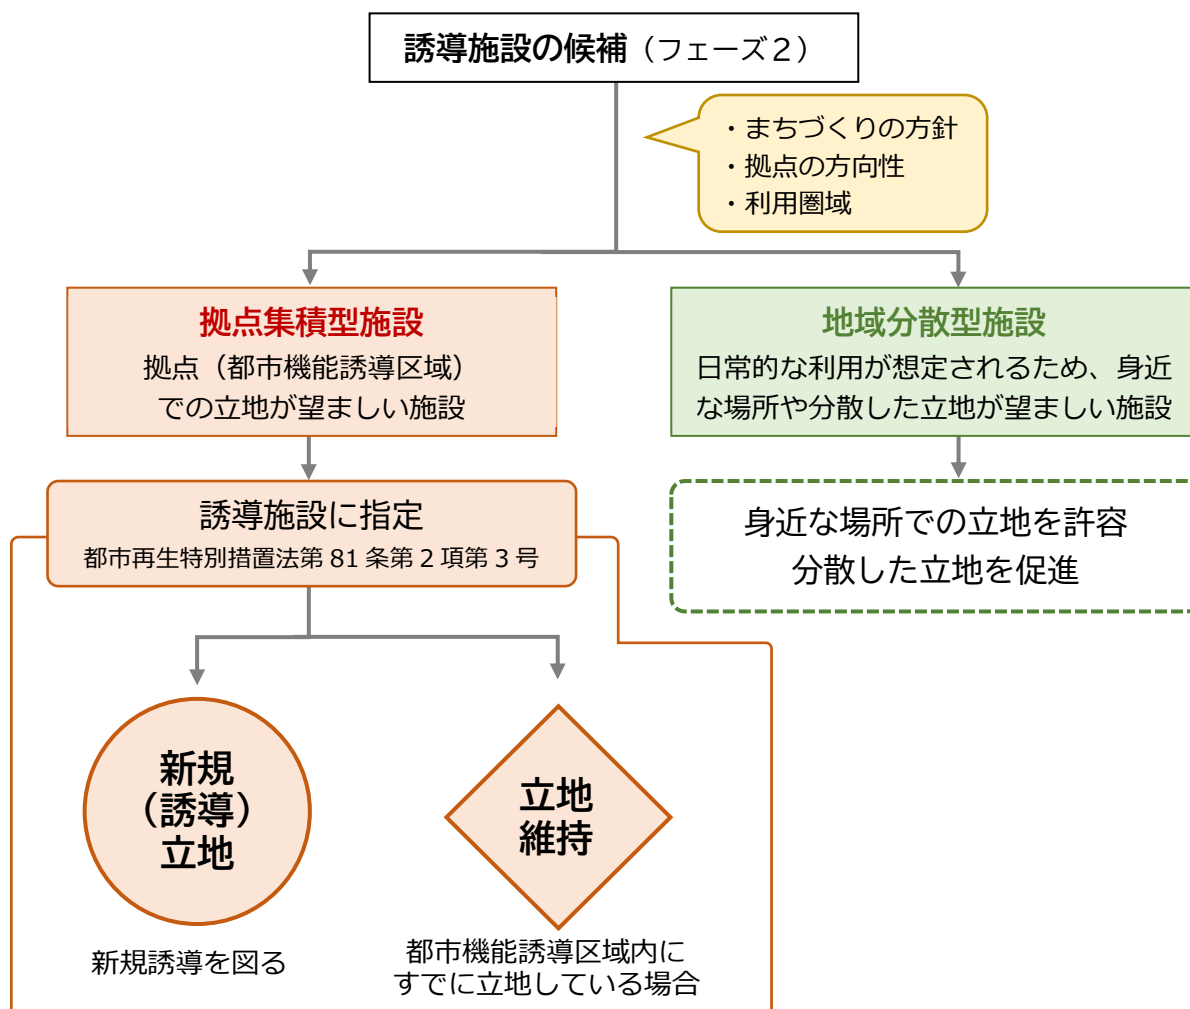 誘導施設の候補（フェーズ２）
・まちづくりの方針
・拠点の方向性
・利用圏域
拠点集積型施設
拠点（都市機能誘導区域）
での立地が望ましい施設
地域分散型施設
日常的な利用が想定されるため、身近
な場所や分散した立地が望ましい施設
誘導施設に指定
都市再生特別措置法第 81 条第 2 項第 3 号
身近な場所での立地を許容
分散した立地を促進
新規
（誘導）
立地
立地
維持
新規誘導を図る
都市機能誘導区域内に
すでに立地している場合